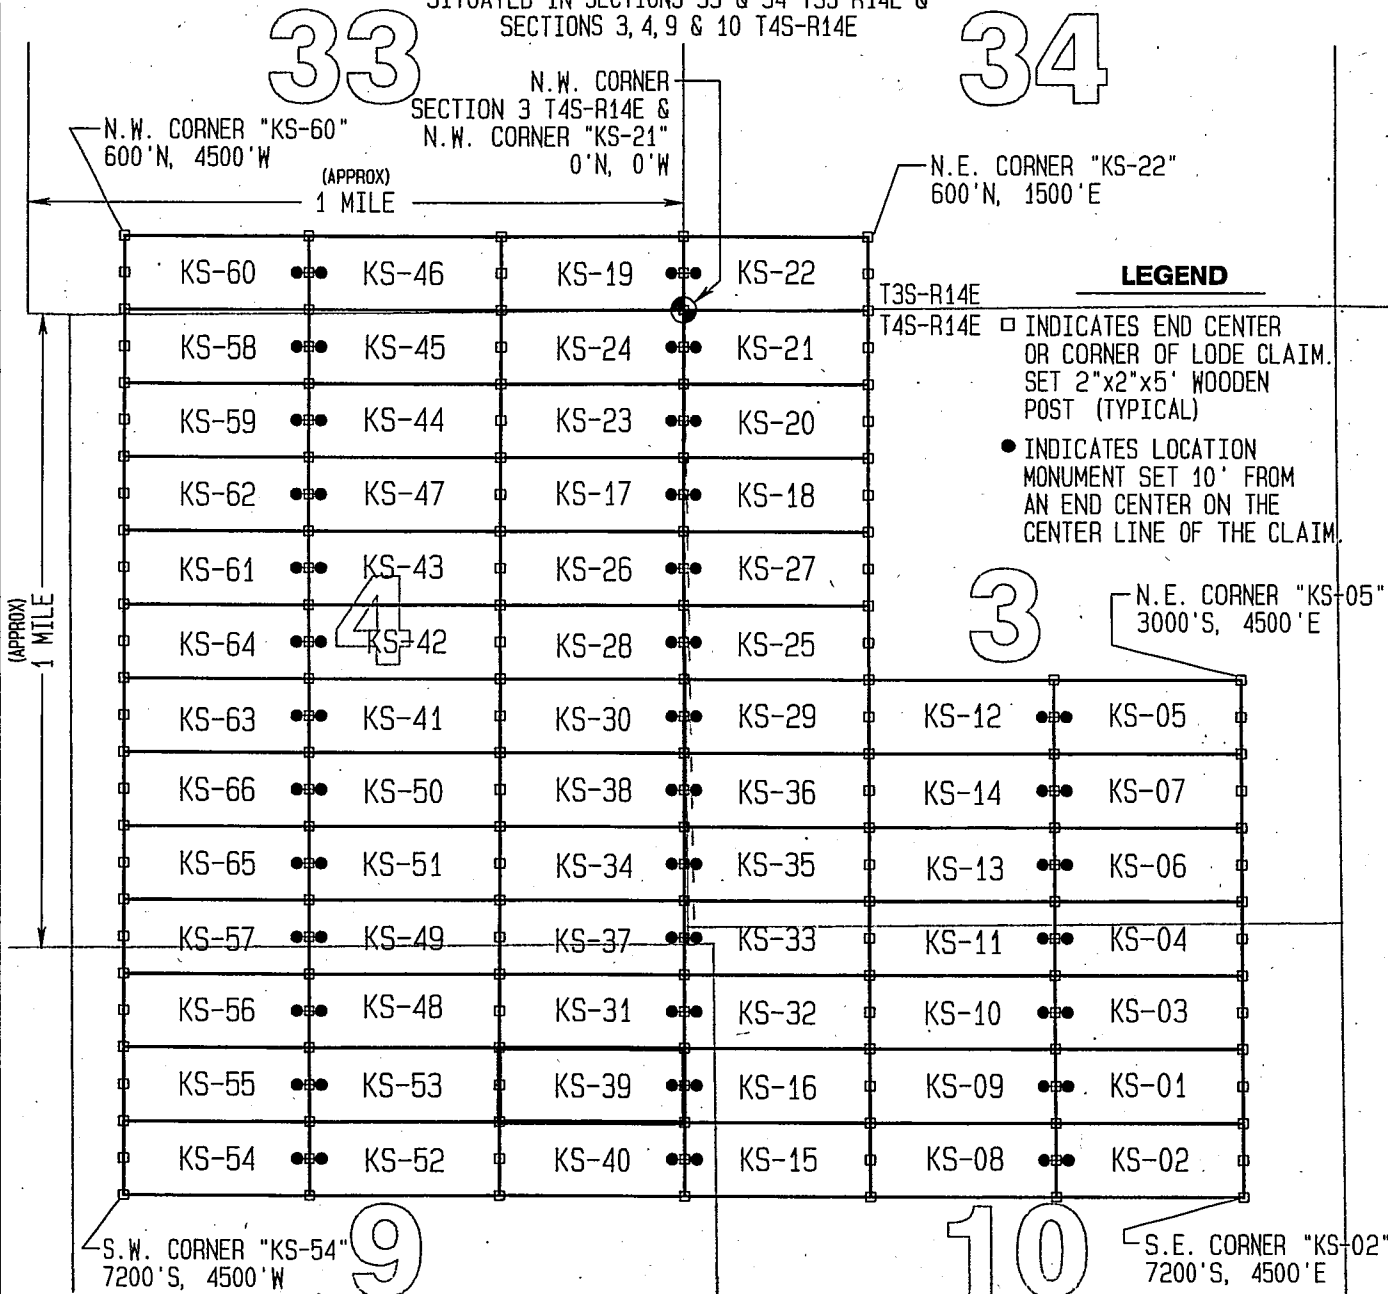 SITUATED IN SECTIONS 33 & 34 T3S-R14E &
SECTIONS 3, 4, 9 & 10 T4S-R14E
33
34
N.W. CORNER
SECTION 3 T4S-R14E &
N.W. CORNER "KS-21"
0'N, 0'W
N.W. CORNER "KS-60"
600'N, 4500'W
(APPROX)
1 MILE
N.E. CORNER "KS-22"
600'N, 1500'E
KS-60 KS-46 KS-19 KS-22
T3S-R14E
T4S-R14E
LEGEND
INDICATES END CENTER
OR CORNER OF LODE CLAIM.
SET 2"x2"x5' WOODEN
POST (TYPICAL)
INDICATES LOCATION
MONUMENT SET 10' FROM
AN END CENTER ON THE
CENTER LINE OF THE CLAIM.
KS-58 KS-45 KS-24 KS-21
KS-59 KS-44 KS-23 KS-20
KS-62 KS-47 KS-17 KS-18
KS-61 KS-43 KS-26 KS-27
4
3
N.E. CORNER "KS-05"
3000'S, 4500'E
(APPROX)
1 MILE
KS-64 KS-42 KS-28 KS-25
KS-63 KS-41 KS-30 KS-29 KS-12 KS-05
KS-66 KS-50 KS-38 KS-36 KS-14 KS-07
KS-65 KS-51 KS-34 KS-35 KS-13 KS-06
KS-57 KS-49 KS-37 KS-33 KS-11 KS-04
KS-56 KS-48 KS-31 KS-32 KS-10 KS-03
KS-55 KS-53 KS-39 KS-16 KS-09 KS-01
KS-54 KS-52 KS-40 KS-15 KS-08 KS-02
S.W. CORNER "KS-54"
7200'S, 4500'W
9
10
S.E. CORNER "KS-02"
7200'S, 4500'E